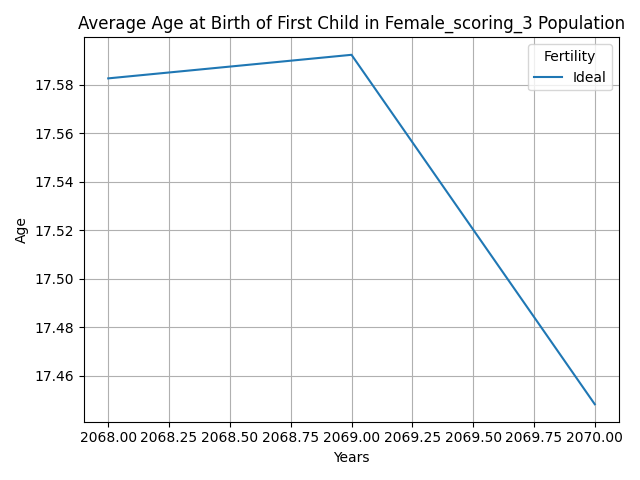 Average Age at Birth of First Child in Female_scoring_3 Population
Fertility
Ideal
17.58
17.56
17.54
17.52
17.50
17.48
17.46
Age
2068.00 2068.25 2068.50 2068.75 2069.00 2069.25 2069.50 2069.75 2070.00
Years